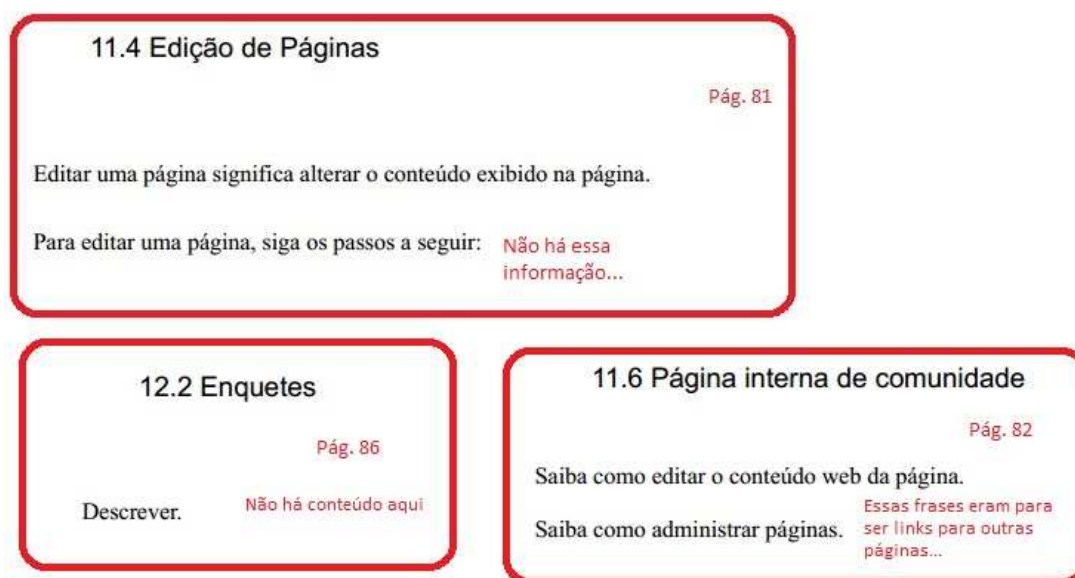 11.4 Edição de Páginas
Pág. 81
Editar uma página significa alterar o conteúdo exibido na página.
Para editar uma página, siga os passos a seguir:
Não há essa
informação...
12.2 Enquetes
Pág. 86
Descrever.
Não há conteúdo aqui
11.6 Página interna de comunidade
Pág. 82
Saiba como editar o conteúdo web da página.
Saiba como administrar páginas.
Essas frases eram para
ser links para outras
páginas...